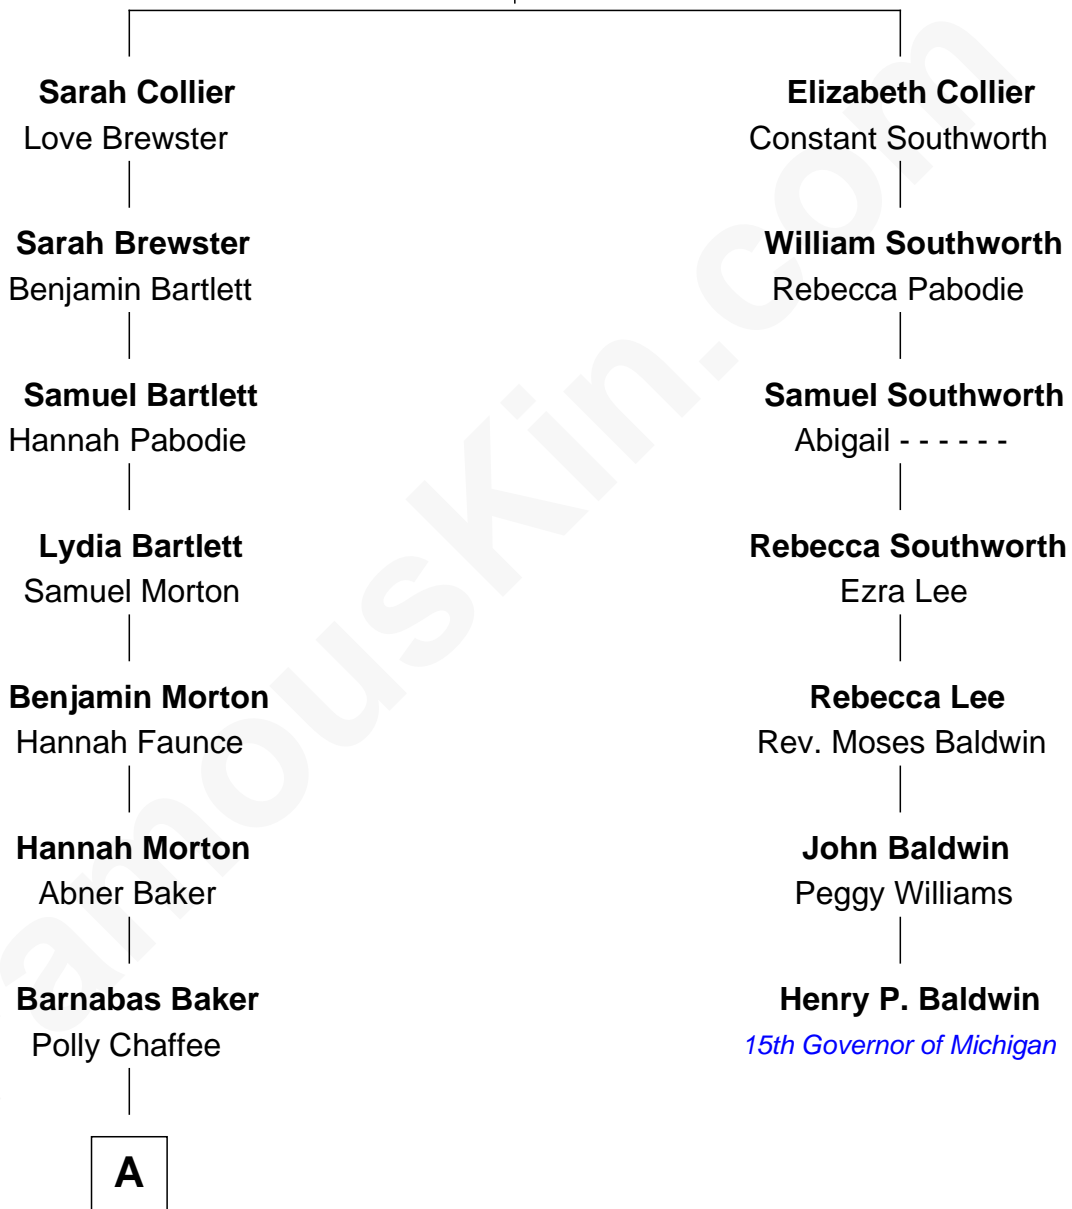 Sarah Collier
Love Brewster
Elizabeth Collier
Constant Southworth
Sarah Brewster
Benjamin Bartlett
William Southworth
Rebecca Pabodie
Samuel Bartlett
Hannah Pabodie
Samuel Southworth
Abigail - - - - - -
Lydia Bartlett
Samuel Morton
Rebecca Southworth
Ezra Lee
Benjamin Morton
Hannah Faunce
Rebecca Lee
Rev. Moses Baldwin
Hannah Morton
Abner Baker
John Baldwin
Peggy Williams
Barnabas Baker
Polly Chaffee
Henry P. Baldwin
15th Governor of Michigan
A
amouskin.com